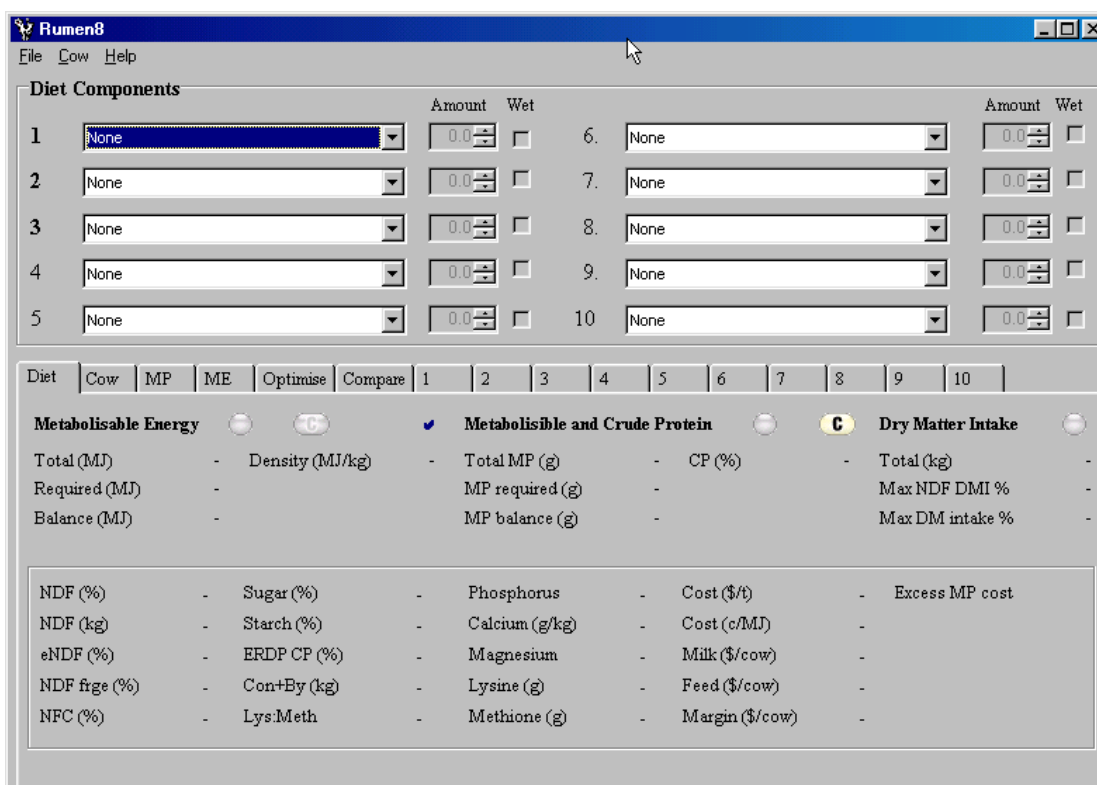 Rumen8
File Cow Help
Diet Components
Amount Wet Amount Wet
1 None 0.0 6. None 0.0
2 None 0.0 7. None 0.0
3 None 0.0 8. None 0.0
4 None 0.0 9. None 0.0
5 None 0.0 10 None 0.0
Diet Cow MP ME Optimise Compare 1 2 3 4 5 6 7 8 9 10
Metabolisable Energy C Metabolisible and Crude Protein C Dry Matter Intake
Total (MJ) - Density (MJ/kg) - Total MP (g) - CP (%) - Total (kg) -
Required (MJ) - MP required (g) - Max NDF DMI % -
Balance (MJ) - MP balance (g) - Max DM intake % -
NDF (%) - Sugar (%) - Phosphorus - Cost ($/t) - Excess MP cost
NDF (kg) - Starch (%) - Calcium (g/kg) - Cost (c/MJ) -
eNDF (%) - ERDP CP (%) - Magnesium - Milk ($/cow) -
NDF frge (%) - Con+By (kg) - Lysine (g) - Feed ($/cow) -
NFC (%) - Lys:Meth - Methione (g) - Margin ($/cow) -